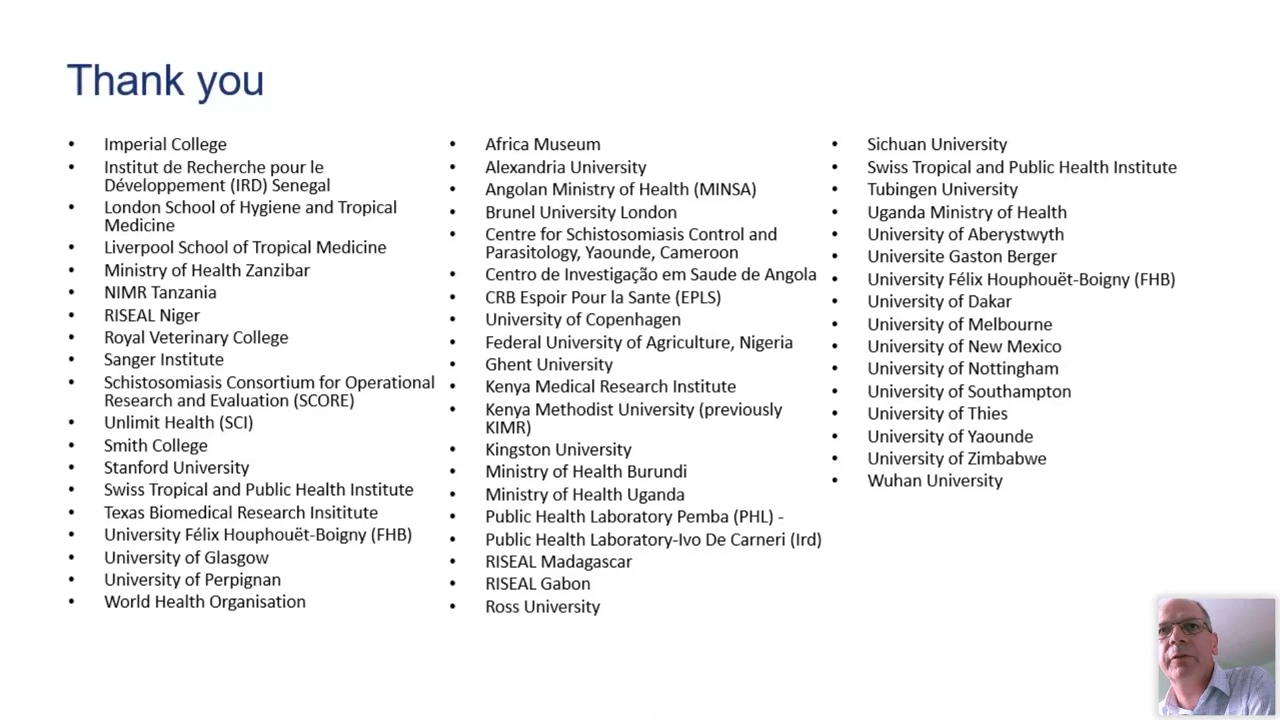 Thank you
• Imperial College
• Institut de Recherche pour le
Développement (IRD) Senegal
• London School of Hygiene and Tropical
Medicine
• Liverpool School of Tropical Medicine
• Ministry of Health Zanzibar
• NIMR Tanzania
• RISEAL Niger
• Royal Veterinary College
• Sanger Institute
• Schistosomiasis Consortium for Operational
Research and Evaluation (SCORE)
• Unlimit Health (SCI)
• Smith College
• Stanford University
• Swiss Tropical and Public Health Institute
• Texas Biomedical Research Insititute
• University Félix Houphouët-Boigny (FHB)
• University of Glasgow
• University of Perpignan
• World Health Organisation
• Africa Museum
• Alexandria University
• Angolan Ministry of Health (MINSA)
• Brunel University London
• Centre for Schistosomiasis Control and
Parasitology, Yaounde, Cameroon
• Centro de Investigação em Saude de Angola
• CRB Espoir Pour la Sante (EPLS)
• University of Copenhagen
• Federal University of Agriculture, Nigeria
• Ghent University
• Kenya Medical Research Institute
• Kenya Methodist University (previously
KIMR)
• Kingston University
• Ministry of Health Burundi
• Ministry of Health Uganda
• Public Health Laboratory Pemba (PHL) -
• Public Health Laboratory-Ivo De Carneri (Ird)
• RISEAL Madagascar
• RISEAL Gabon
• Ross University
• Sichuan University
• Swiss Tropical and Public Health Institute
• Tubingen University
• Uganda Ministry of Health
• University of Aberystwyth
• Universite Gaston Berger
• University Félix Houphouët-Boigny (FHB)
• University of Dakar
• University of Melbourne
• University of New Mexico
• University of Nottingham
• University of Southampton
• University of Thies
• University of Yaounde
• University of Zimbabwe
• Wuhan University